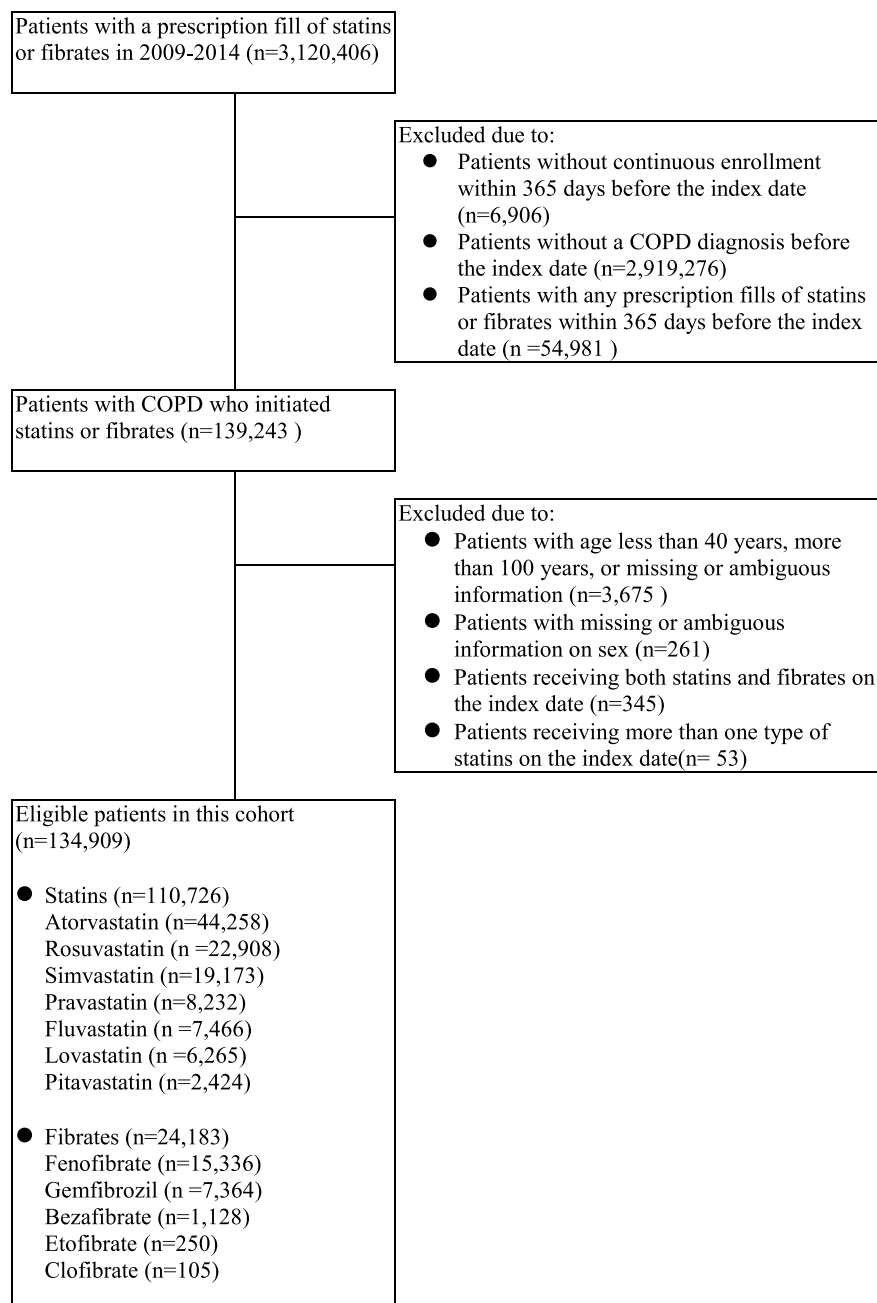 Patients with a prescription fill of statins
or fibrates in 2009-2014 (n=3,120,406)
Excluded due to:
● Patients without continuous enrollment
within 365 days before the index date
(n=6,906)
● Patients without a COPD diagnosis before
the index date (n=2,919,276)
● Patients with any prescription fills of statins
or fibrates within 365 days before the index
date (n =54,981 )
Patients with COPD who initiated
statins or fibrates (n=139,243 )
Excluded due to:
● Patients with age less than 40 years, more
than 100 years, or missing or ambiguous
information (n=3,675 )
● Patients with missing or ambiguous
information on sex (n=261)
● Patients receiving both statins and fibrates on
the index date (n=345)
● Patients receiving more than one type of
statins on the index date(n= 53)
Eligible patients in this cohort
(n=134,909)
● Statins (n=110,726)
Atorvastatin (n=44,258)
Rosuvastatin (n =22,908)
Simvastatin (n=19,173)
Pravastatin (n=8,232)
Fluvastatin (n =7,466)
Lovastatin (n =6,265)
Pitavastatin (n=2,424)
● Fibrates (n=24,183)
Fenofibrate (n=15,336)
Gemfibrozil (n =7,364)
Bezafibrate (n=1,128)
Etofibrate (n=250)
Clofibrate (n=105)